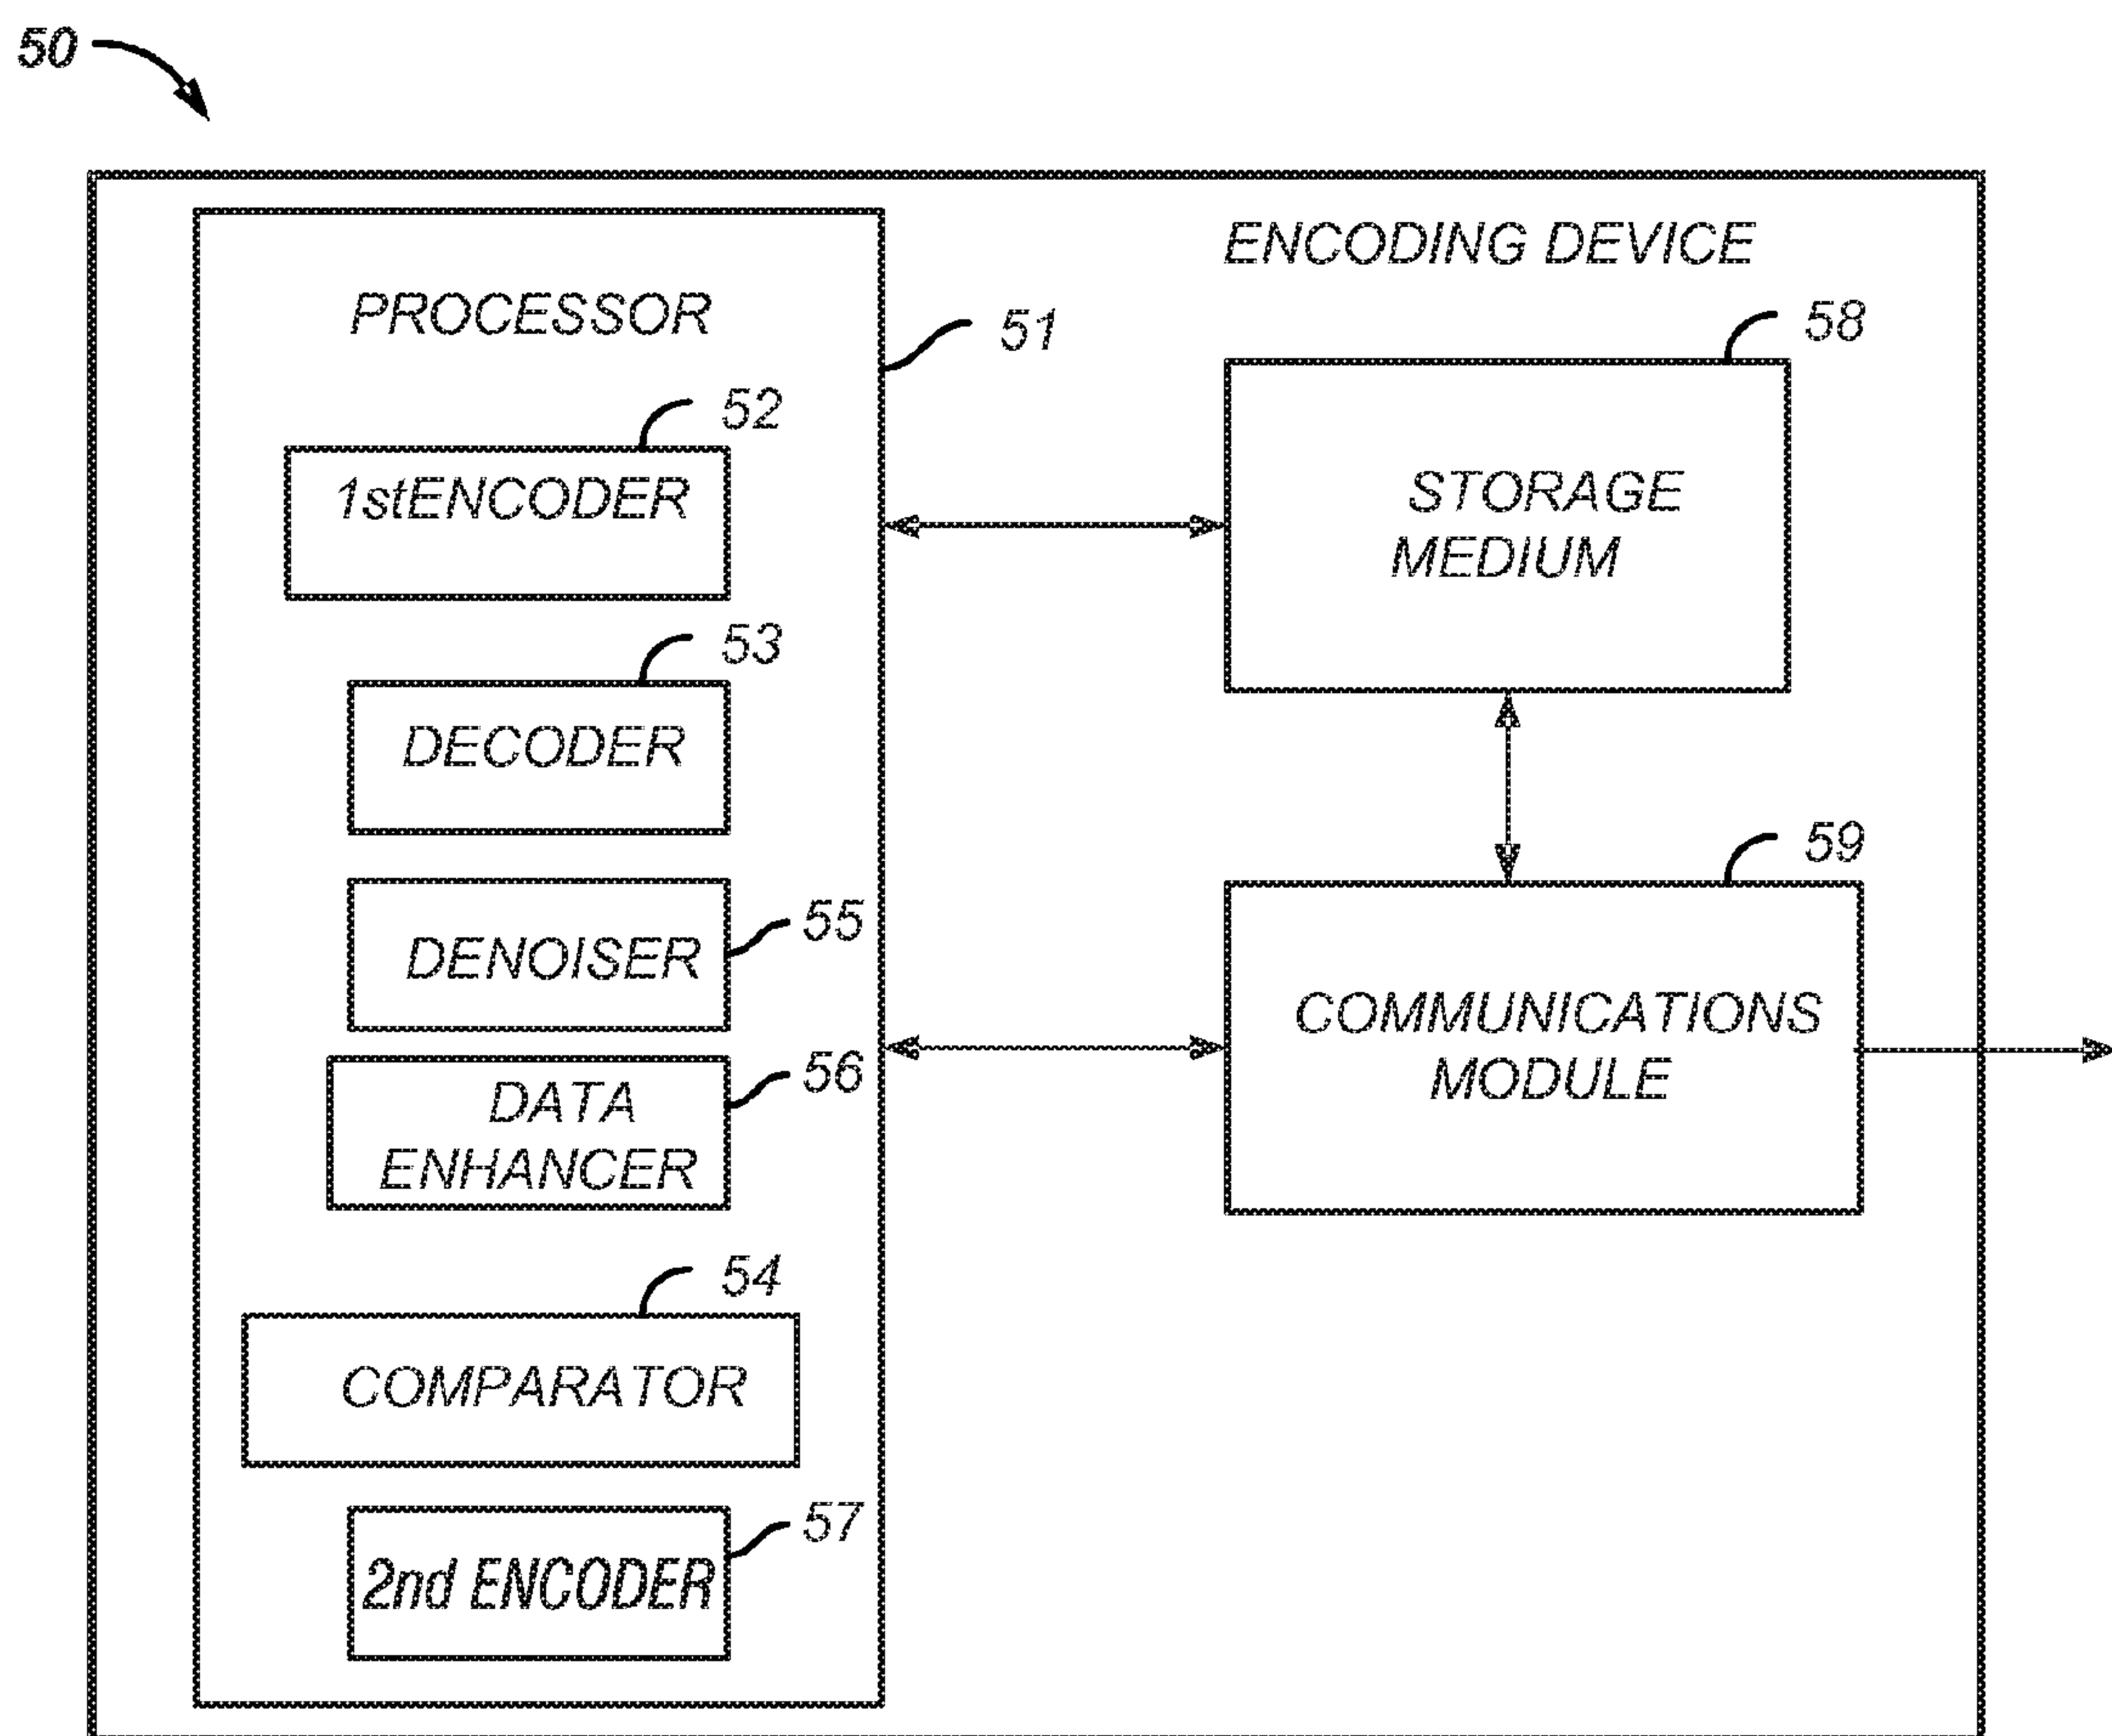 50
ENCODING DEVICE
PROCESSOR
51
52
1stENCODER
53
DECODER
55
DENOISER
56
DATA
ENHANCER
54
COMPARATOR
57
2nd ENCODER
58
STORAGE
MEDIUM
59
COMMUNICATIONS
MODULE